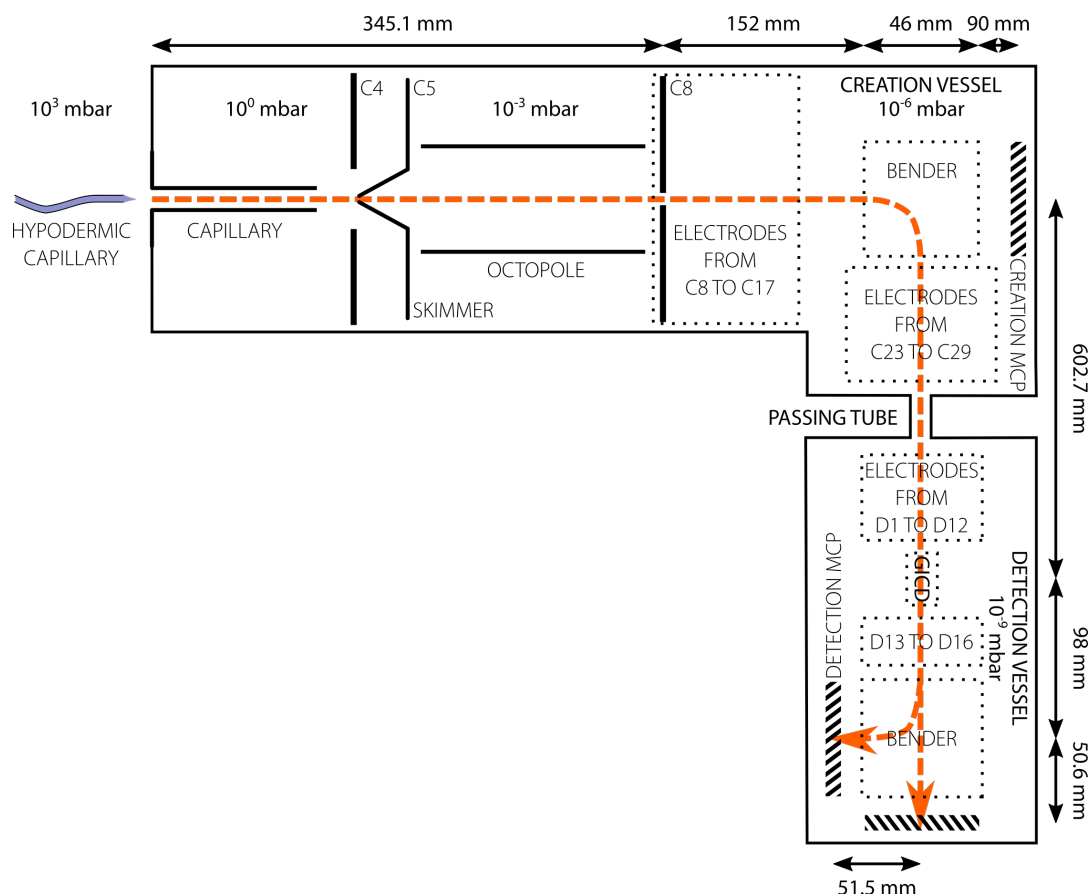 345.1 mm
152 mm
46 mm
90 mm
10³ mbar
10⁰ mbar
C4
C5
10⁻³ mbar
C8
CREATION VESSEL
10⁻⁶ mbar
BENDER
HYPODERMIC
CAPILLARY
CAPILLARY
OCTOPOLE
SKIMMER
ELECTRODES
FROM
C8 TO C17
ELECTRODES
FROM
C23 TO C29
CREATION MCP
602.7 mm
PASSING TUBE
ELECTRODES
FROM
D1 TO D12
GICD
DETECTION MCP
D13 TO D16
DETECTION VESSEL
10⁻⁹ mbar
98 mm
BENDER
50.6 mm
51.5 mm